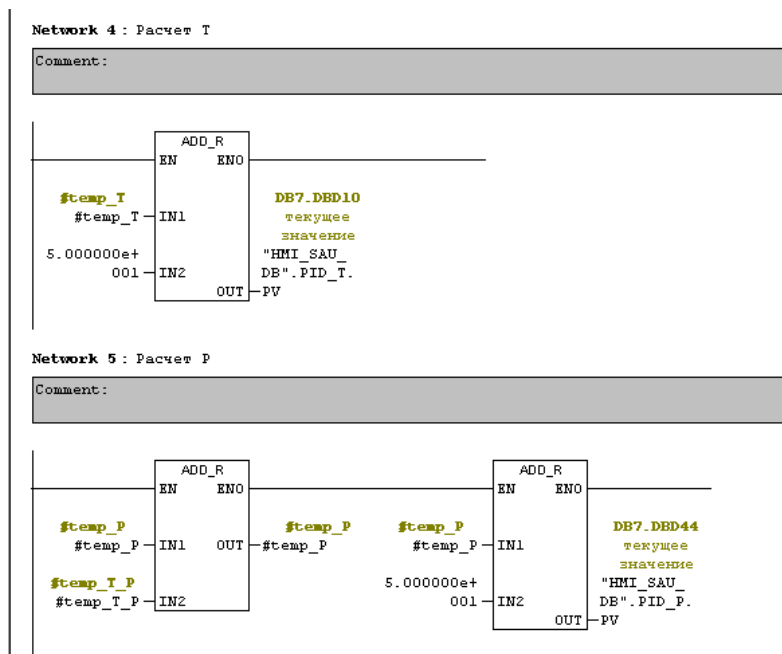 Network 4 : Расчет Т
Comment:
ADD_R
EN ENO
#temp_T DB7.DBD10
#temp_T IN1 текущее
значение
5.000000e+ "HMI_SAU_
001 IN2 DB".PID_T.
OUT PV
Network 5 : Расчет Р
Comment:
ADD_R ADD_R
EN ENO EN ENO
#temp_P #temp_P #temp_P DB7.DBD44
#temp_P IN1 OUT #temp_P #temp_P IN1 текущее
значение
#temp_T_P 5.000000e+ "HMI_SAU_
#temp_T_P IN2 001 IN2 DB".PID_P.
OUT PV